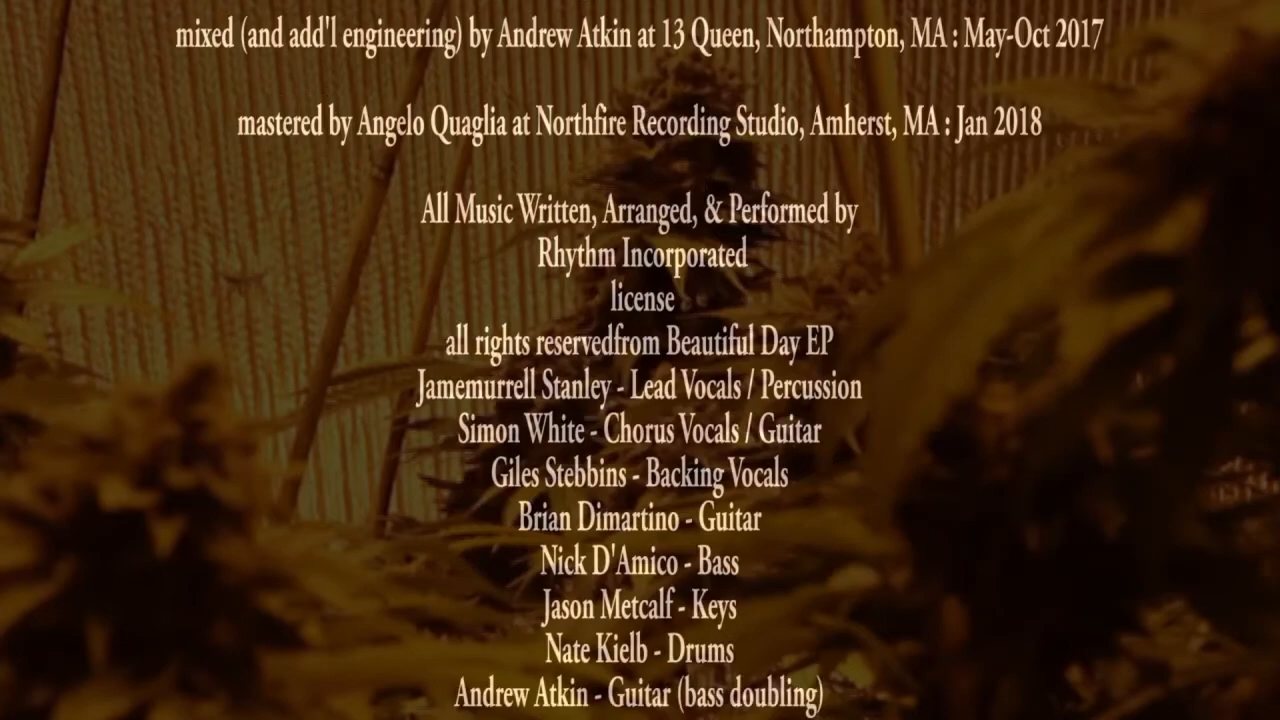 mixed (and add'l engineering) by Andrew Atkin at 13 Queen, Northampton, MA : May-Oct 2017
mastered by Angelo Quaglia at Northfire Recording Studio, Amherst, MA : Jan 2018
All Music Written, Arranged, & Performed by
Rhythm Incorporated
license
all rights reservedfrom Beautiful Day EP
Jamemurrell Stanley - Lead Vocals / Percussion
Simon White - Chorus Vocals / Guitar
Giles Stebbins - Backing Vocals
Brian Dimartino - Guitar
Nick D'Amico - Bass
Jason Metcalf - Keys
Nate Kielb - Drums
Andrew Atkin - Guitar (bass doubling)